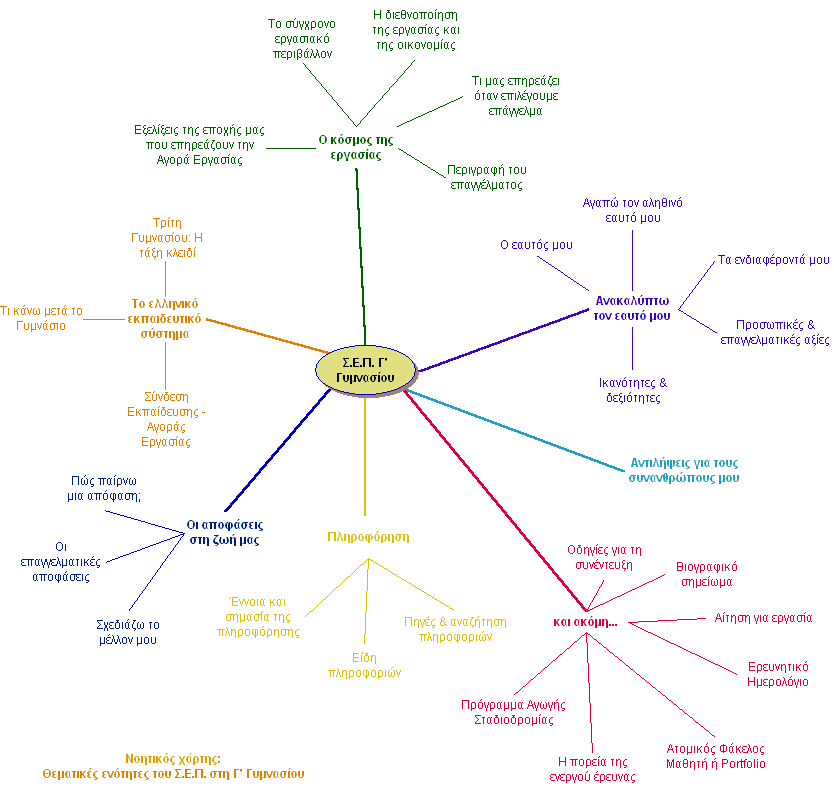 Το σύγχρονο
εργασιακό
περιβάλλον
Η διεθνοποίηση
της εργασίας και
της οικονομίας
Τι μας επηρεάζει
όταν επιλέγουμε
επάγγελμα
Εξελίξεις της εποχής μας
που επηρεάζουν την
Αγορά Εργασίας
Ο κόσμος της
εργασίας
Περιγραφή του
επαγγέλματος
Αγαπώ τον αληθινό
εαυτό μου
Ο εαυτός μου
Τα ενδιαφέροντά μου
Ανακαλύπτω
τον εαυτό μου
Προσωπικές &
επαγγελματικές αξίες
Ικανότητες &
δεξιότητες
Τρίτη
Γυμνασίου: Η
τάξη κλειδί
Τι κάνω μετά το
Γυμνάσιο
Το ελληνικό
εκπαιδευτικό
σύστημα
Σύνδεση
Εκπαίδευσης -
Αγοράς
Εργασίας
Σ.Ε.Π. Γ'
Γυμνασίου
Αντιλήψεις για τους
συνανθρώπους μου
Πώς παίρνω
μια απόφαση;
Οι αποφάσεις
στη ζωή μας
Οι
επαγγελματικές
αποφάσεις
Σχεδιάζω το
μέλλον μου
Πληροφόρηση
Έννοια και
σημασία της
πληροφόρησης
Είδη
πληροφοριών
Πηγές & αναζήτηση
πληροφοριών
Οδηγίες για τη
συνέντευξη
Βιογραφικό
σημείωμα
και ακόμη...
Αίτηση για εργασία
Ερευνητικό
Ημερολόγιο
Πρόγραμμα Αγωγής
Σταδιοδρομίας
Η πορεία της
ενεργού έρευνας
Ατομικός Φάκελος
Μαθητή ή Portfolio
Νοητικός χάρτης:
Θεματικές ενότητες του Σ.Ε.Π. στη Γ' Γυμνασίου